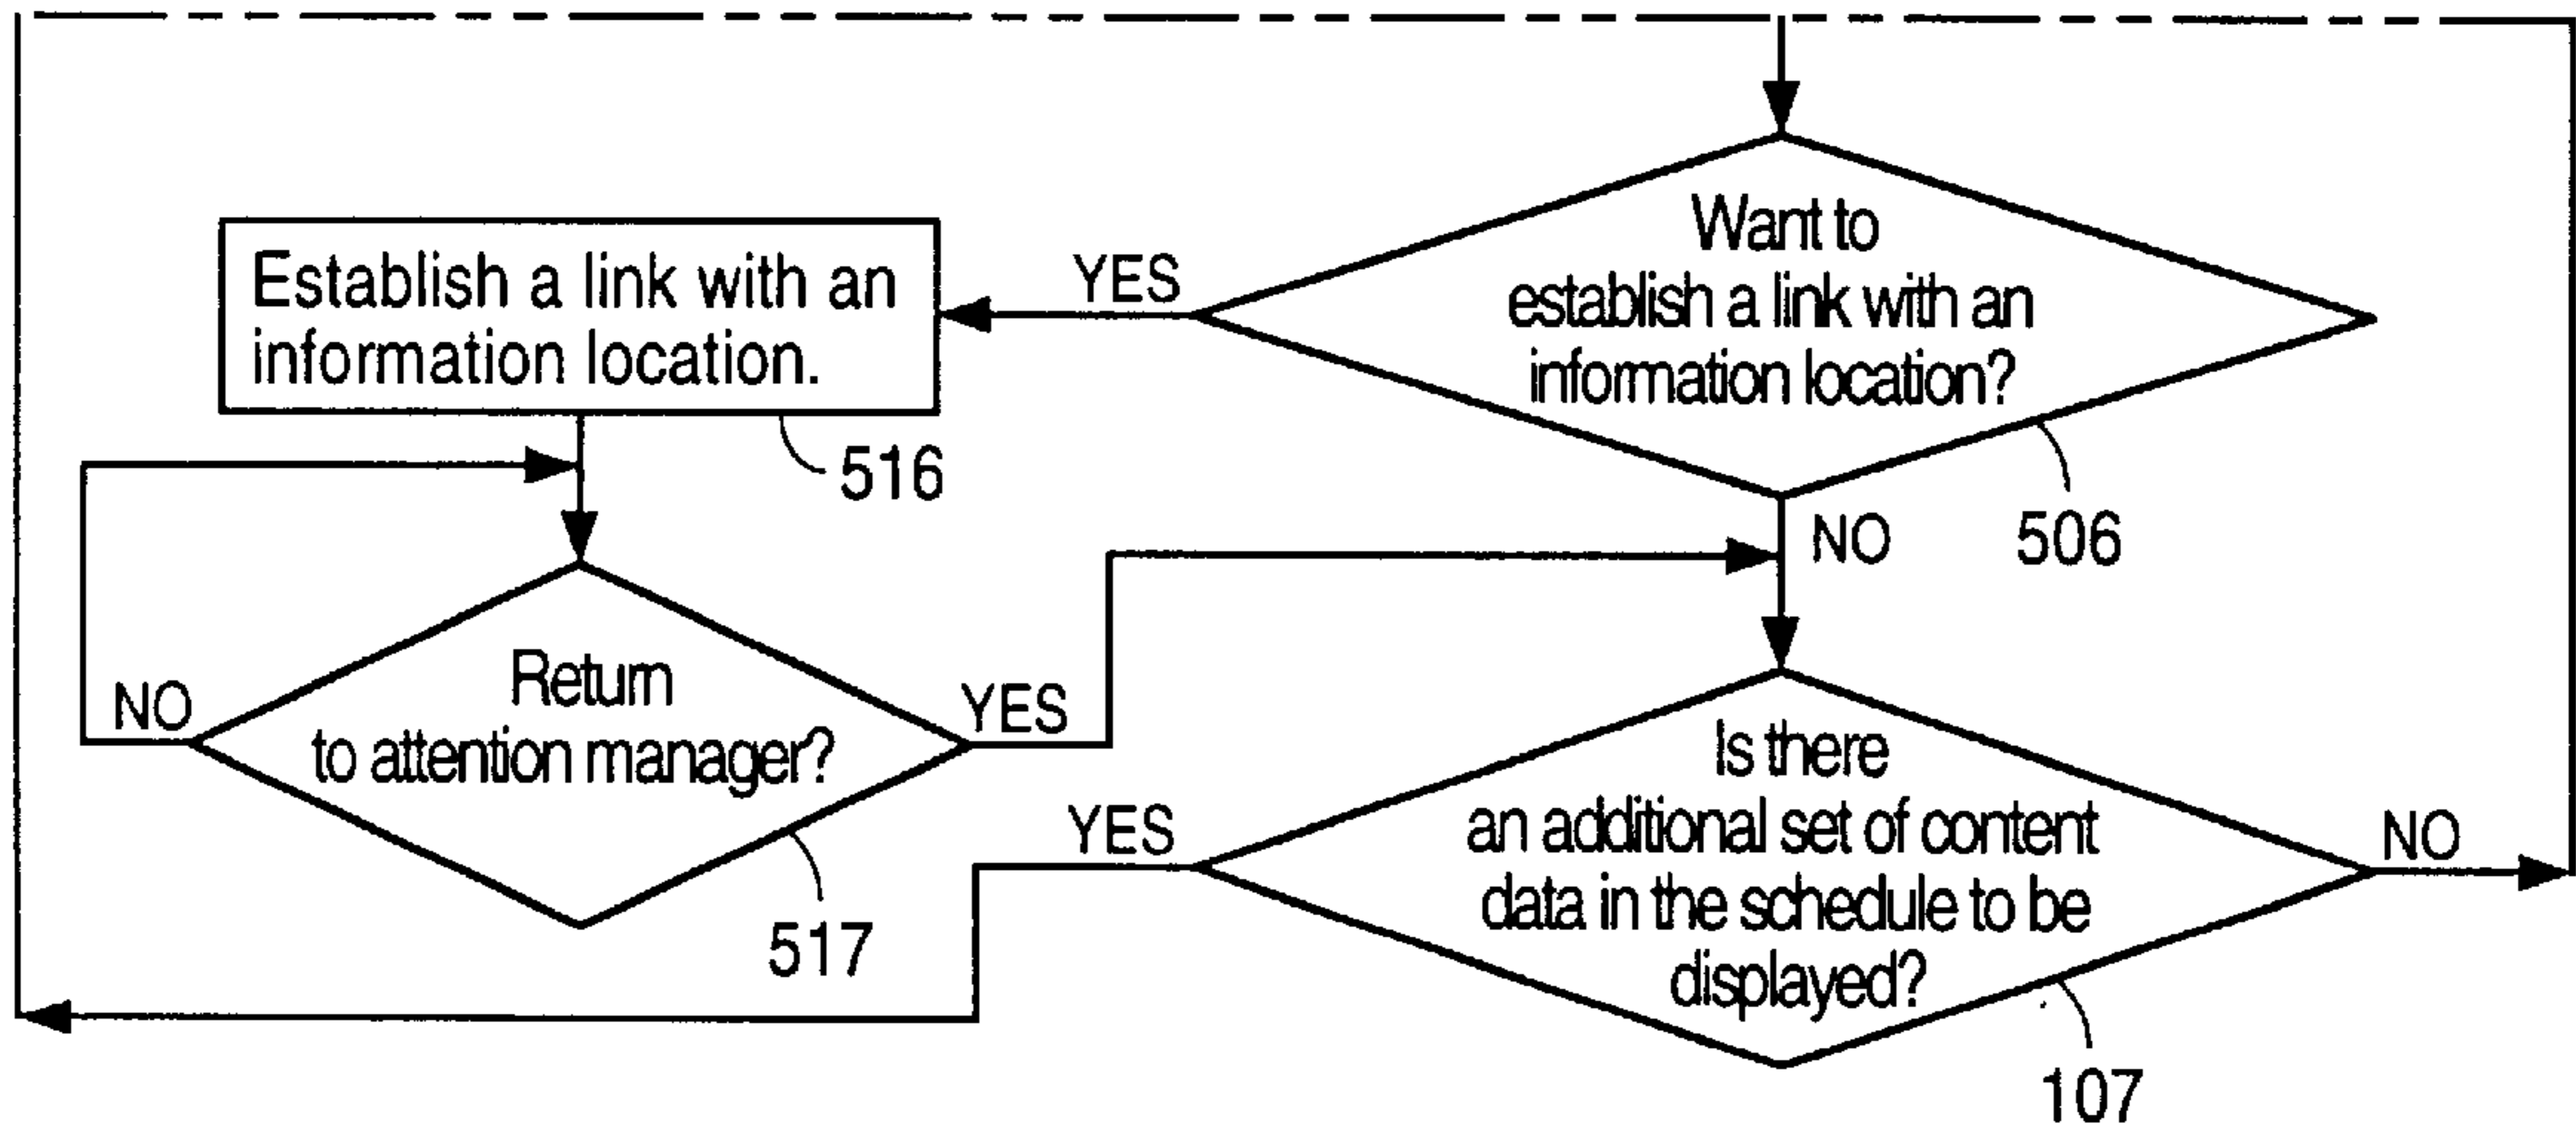 Want to
establish a link with an
information location?
506
YES
Establish a link with an
information location.
516
NO
Return
to attention manager?
517
NO
YES
Is there
an additional set of content
data in the schedule to be
displayed?
107
YES
NO